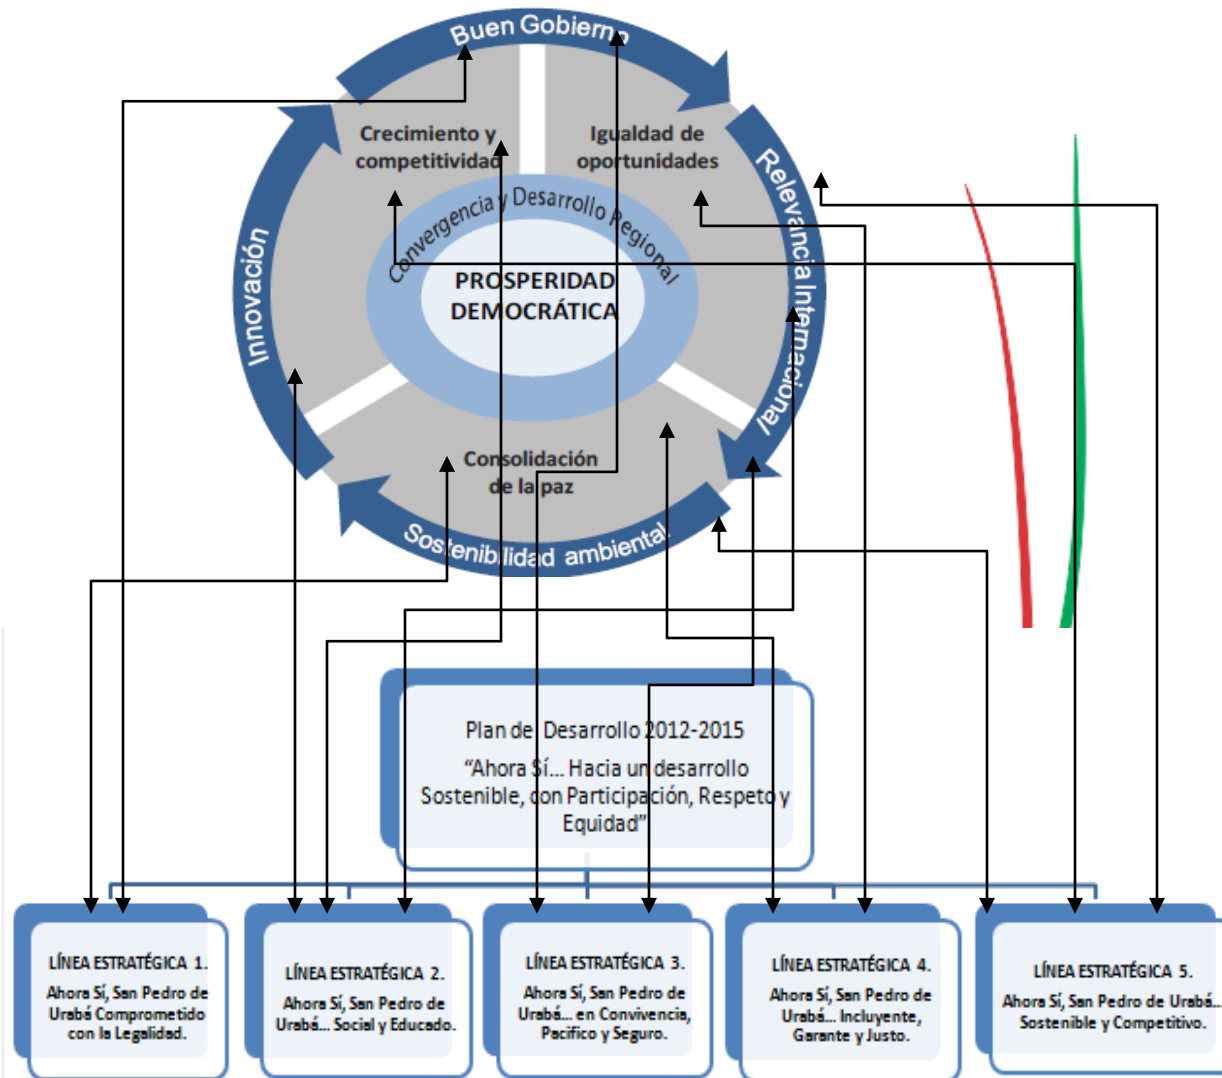 Buen Gobierno
Crecimiento y
competitividad
Igualdad de
oportunidades
Relevancia Internacional
Innovación
Convergencia y Desarrollo Regional
PROSPERIDAD
DEMOCRÁTICA
Consolidación
de la paz
Sostenibilidad ambiental
Plan de Desarrollo 2012-2015
“Ahora Sí... Hacia un desarrollo
Sostenible, con Participación, Respeto y
Equidad”
LÍNEA ESTRATÉGICA 1.
Ahora Sí, San Pedro de
Urabá Comprometido
con la Legalidad.
LÍNEA ESTRATÉGICA 2.
Ahora Sí, San Pedro de
Urabá... Social y Educado.
LÍNEA ESTRATÉGICA 3.
Ahora Sí, San Pedro de
Urabá... en Convivencia,
Pacifico y Seguro.
LÍNEA ESTRATÉGICA 4.
Ahora Sí, San Pedro de
Urabá... Incluyente,
Garante y Justo.
LÍNEA ESTRATÉGICA 5.
Ahora Sí, San Pedro de Urabá...
Sostenible y Competitivo.